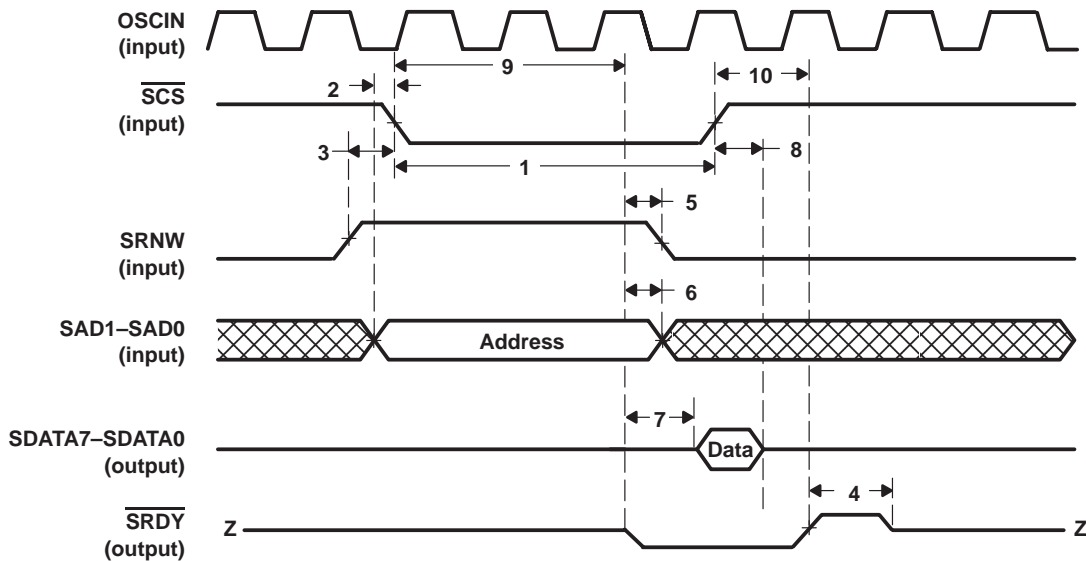 OSCIN
(input)
9
10
2
SCS
(input)
3
8
1
5
SRNW
(input)
6
SAD1–SAD0
(input)
Address
7
SDATA7–SDATA0
(output)
Data
4
SRDY
(output)
Z
Z